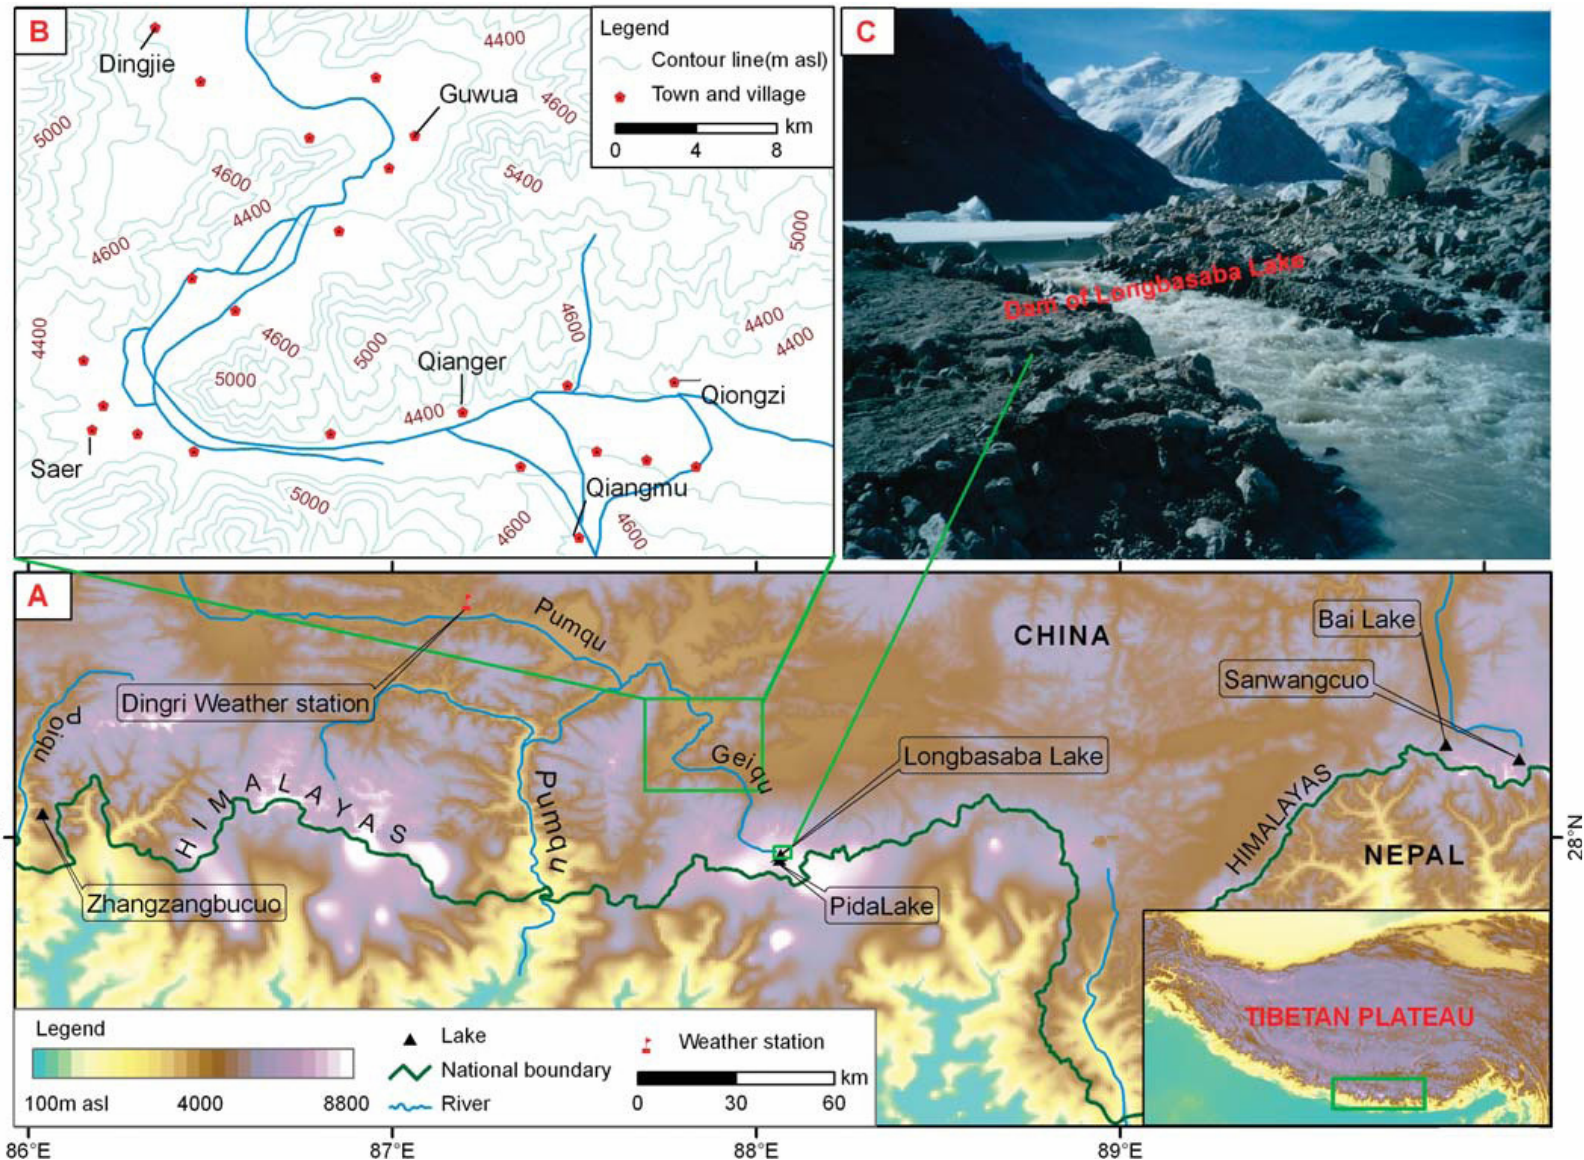 B
Dingjie
Guwua
4400
4600
5000
4600
4400
5400
4600
5000
4400
4600
5000
5000
4600
4400
4400
Qianger
4400
Qiongzi
Saer
5000
Qiangmu
4600
4600
Legend
Contour line(m asl)
Town and village
km
0 4 8
C
Dam of Longbasaba Lake
A
Pumqu
CHINA
Bai Lake
Sanwangcuo
Dingri Weather station
Poiqu
Geiqu
Longbasaba Lake
HIMALAYAS
Pumqu
HIMALAYAS
NEPAL
28°N
Zhangzangbucuo
PidaLake
TIBETAN PLATEAU
Legend
100m asl 4000 8800
Lake
National boundary
River
Weather station
km
0 30 60
86°E 87°E 88°E 89°E